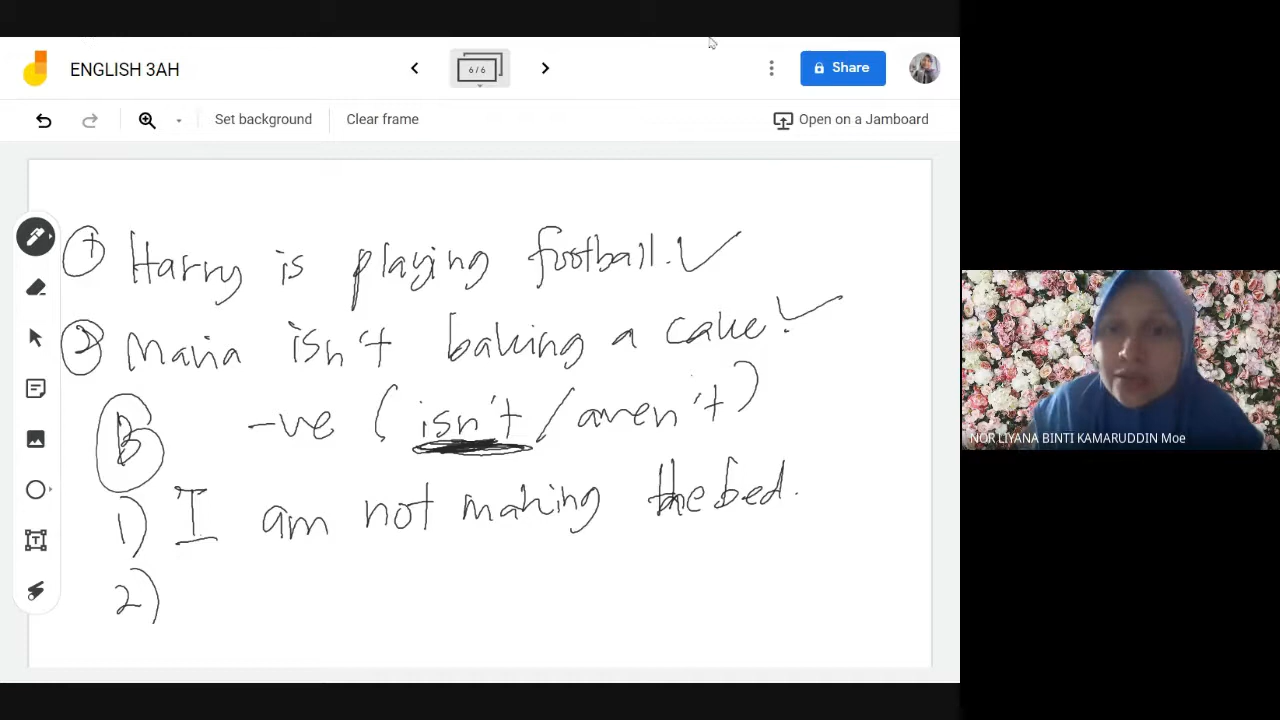 ENGLISH 3AH
6 / 6
Share
Set background
Clear frame
Open on a Jamboard
1 Harry is playing football. ✓
2 Maria isn't baking a cake. ✓
B -ve ( isn't / aren't )
1) I am not making the bed.
2)
NOR LIYANA BINTI KAMARUDDIN Moe